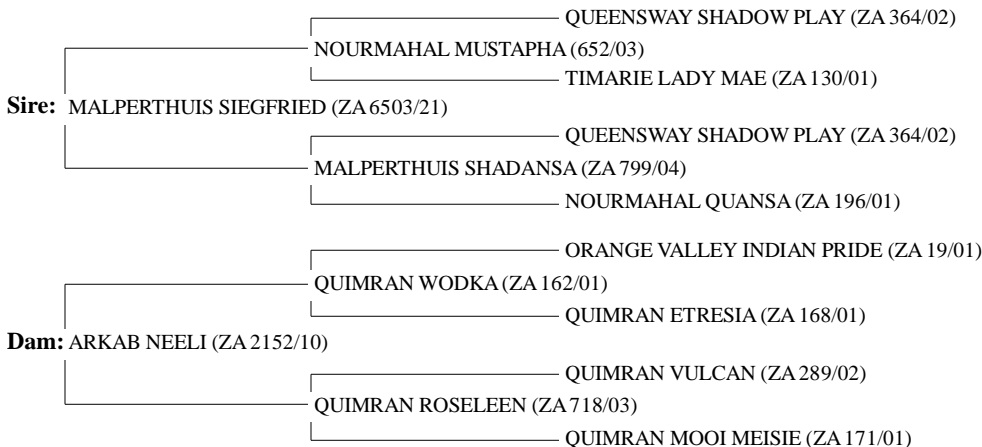 QUEENSWAY SHADOW PLAY (ZA 364/02)
NOURMAHAL MUSTAPHA (652/03)
TIMARIE LADY MAE (ZA 130/01)
Sire: MALPERTHUIS SIEGFRIED (ZA 6503/21)
QUEENSWAY SHADOW PLAY (ZA 364/02)
MALPERTHUIS SHADANSA (ZA 799/04)
NOURMAHAL QUANSA (ZA 196/01)
ORANGE VALLEY INDIAN PRIDE (ZA 19/01)
QUIMRAN WODKA (ZA 162/01)
QUIMRAN ETRESIA (ZA 168/01)
Dam: ARKAB NEELI (ZA 2152/10)
QUIMRAN VULCAN (ZA 289/02)
QUIMRAN ROSELEEN (ZA 718/03)
QUIMRAN MOOI MEISIE (ZA 171/01)